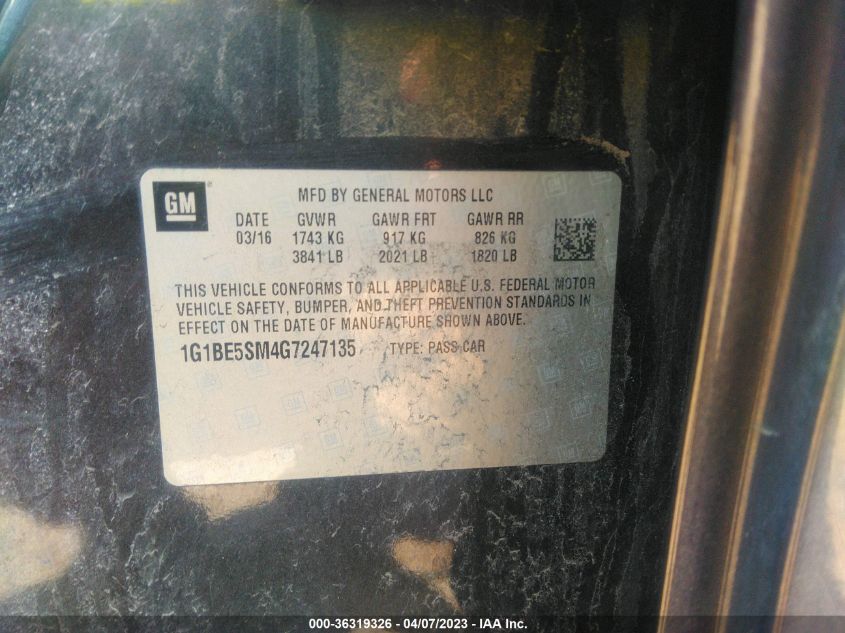 GM
MFD BY GENERAL MOTORS LLC
DATE GVWR GAWR FRT GAWR RR
03/16 1743 KG 917 KG 826 KG
3841 LB 2021 LB 1820 LB
THIS VEHICLE CONFORMS TO ALL APPLICABLE U.S. FEDERAL MOTOR
VEHICLE SAFETY, BUMPER, AND THEFT PREVENTION STANDARDS IN
EFFECT ON THE DATE OF MANUFACTURE SHOWN ABOVE.
1G1BE5SM4G7247135 TYPE: PASS CAR
000-36319326 - 04/07/2023 - IAA Inc.